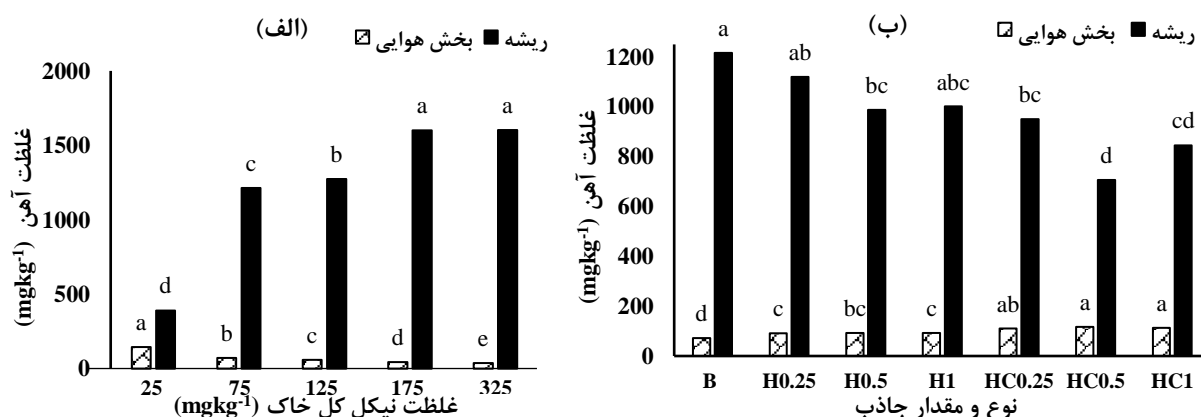 (الف)
بخش هوایی ریشه
2000
1500
1000
500
0
غلظت آهن (mgkg-1)
a d
b c
c b
d a
e a
25 75 125 175 325
غلظت نیکل کل خاک (mgkg-1)
(ب)
بخش هوایی ریشه
1200
1000
800
600
400
200
0
غلظت آهن (mgkg-1)
d a
c ab
bc bc
c abc
ab bc
a d
a cd
B H0.25 H0.5 H1 HC0.25 HC0.5 HC1
نوع و مقدار جاذب